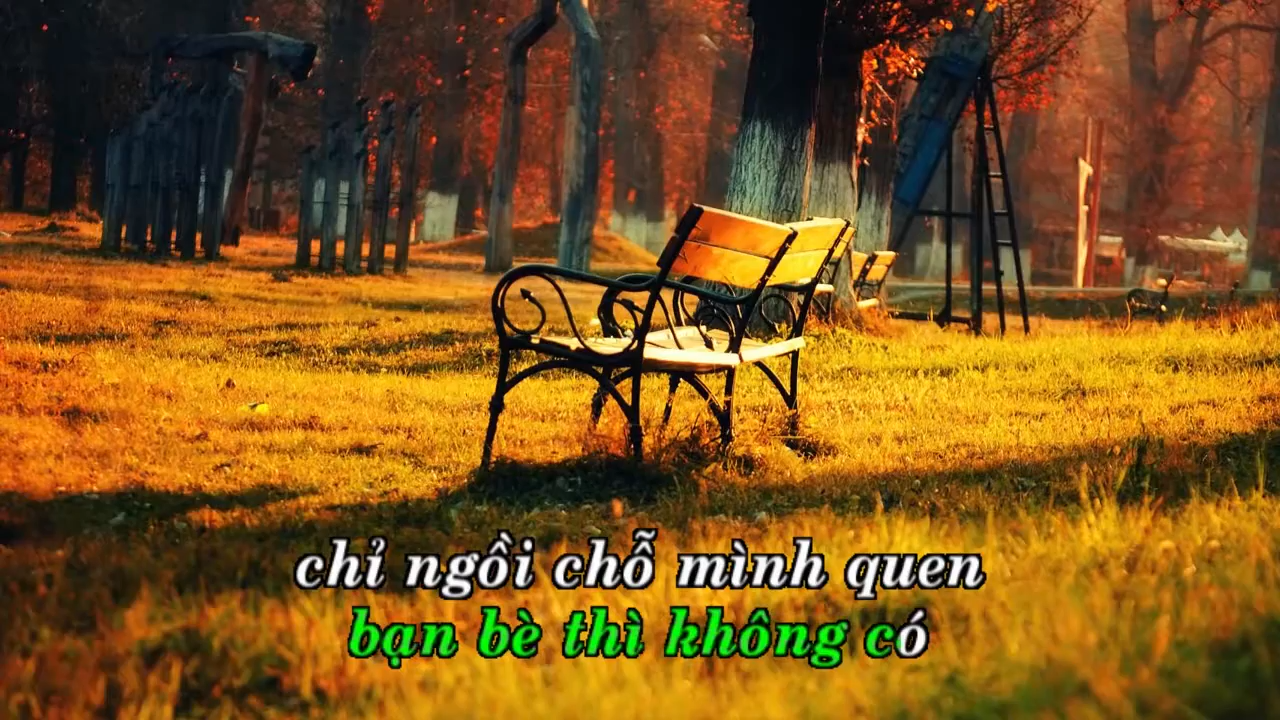 chỉ ngồi chỗ mình quen
bạn bè thì không có